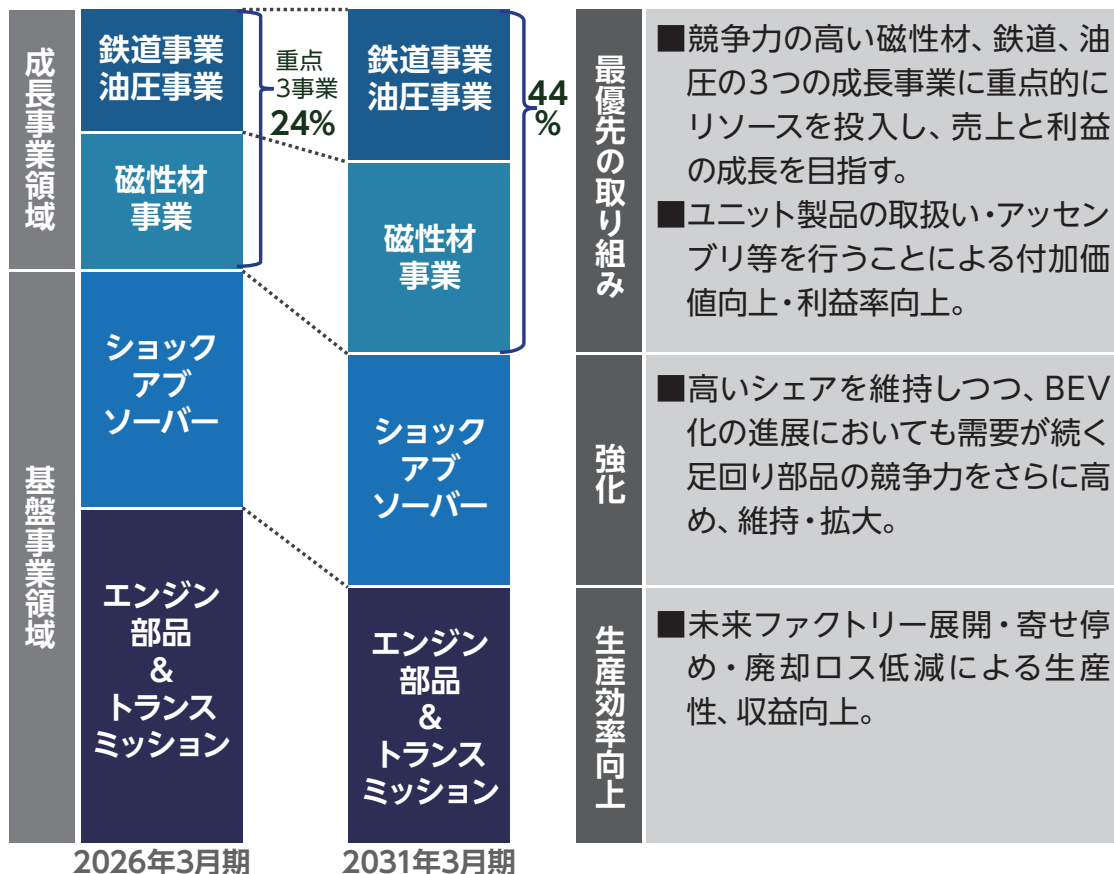 成長事業領域
基盤事業領域
鉄道事業
油圧事業
磁性材
事業
ショック
アブ
ソーバー
エンジン
部品
&
トランス
ミッション
2026年3月期
重点
3事業
24%
鉄道事業
油圧事業
磁性材
事業
ショック
アブ
ソーバー
エンジン
部品
&
トランス
ミッション
2031年3月期
44
%
最優先の取り組み
■競争力の高い磁性材、鉄道、油
圧の3つの成長事業に重点的に
リソースを投入し、売上と利益
の成長を目指す。
■ユニット製品の取扱い・アッセン
ブリ等を行うことによる付加価
値向上・利益率向上。
強化
■高いシェアを維持しつつ、BEV
化の進展においても需要が続く
足回り部品の競争力をさらに高
め、維持・拡大。
生産効率向上
■未来ファクトリー展開・寄せ停
め・廃却ロス低減による生産
性、収益向上。